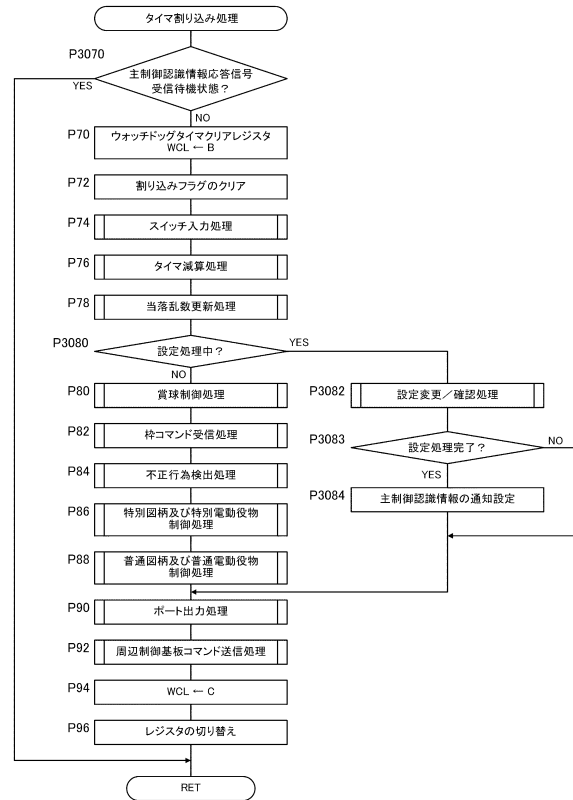 タイマ割り込み処理
P3070
主制御認識情報応答信号
受信待機状態？
YES
NO
P70
ウォッチドッグタイマクリアレジスタ
WCL ← B
P72
割り込みフラグのクリア
P74
スイッチ入力処理
P76
タイマ減算処理
P78
当落乱数更新処理
P3080
設定処理中？
YES
NO
P80
賞球制御処理
P3082
設定変更／確認処理
P82
枠コマンド受信処理
P3083
設定処理完了？
NO
YES
P84
不正行為検出処理
P3084
主制御認識情報の通知設定
P86
特別図柄及び特別電動役物
制御処理
P88
普通図柄及び普通電動役物
制御処理
P90
ポート出力処理
P92
周辺制御基板コマンド送信処理
P94
WCL ← C
P96
レジスタの切り替え
RET